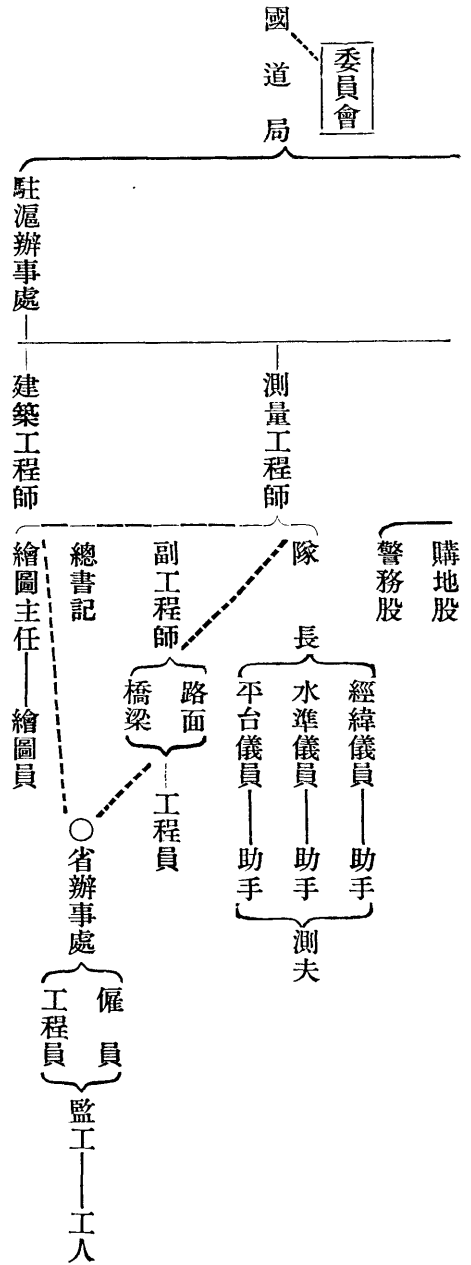 委員會
國道局
駐滬辦事處
測量工程師
建築工程師
購地股
警務股
隊長
副工程師
總書記
繪圖主任
繪圖員
經緯儀員
水準儀員
平台儀員
助手
助手
助手
測夫
路面
橋梁
工程員
○省辦事處
僱員
工程員
監工
工人